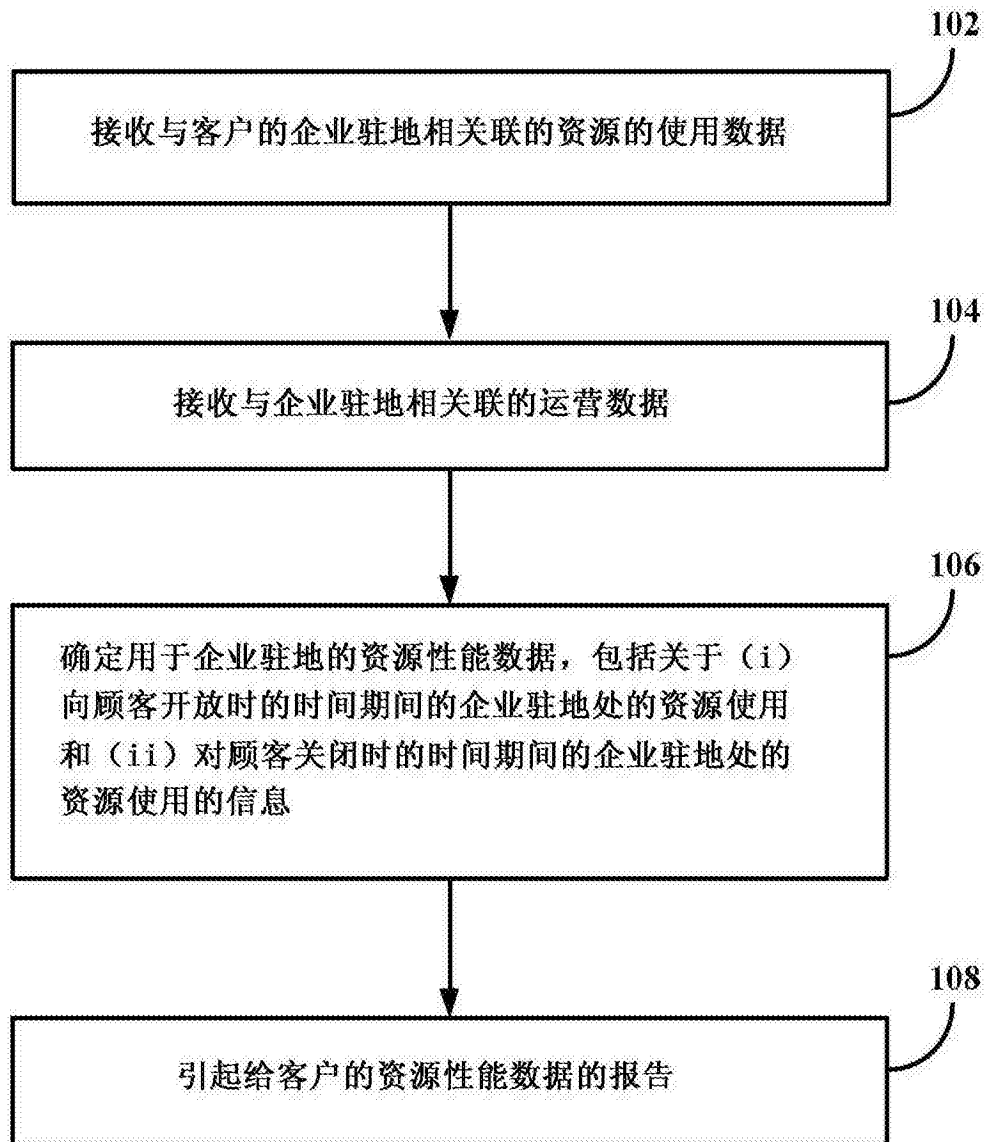 102
接收与客户的企业驻地相关联的资源的使用数据
104
接收与企业驻地相关联的运营数据
106
确定用于企业驻地的资源性能数据，包括关于（i）
向顾客开放时的时间期间的企业驻地处的资源使用
和（ii）对顾客关闭时的时间期间的企业驻地处的
资源使用的信息
108
引起给客户的资源性能数据的报告